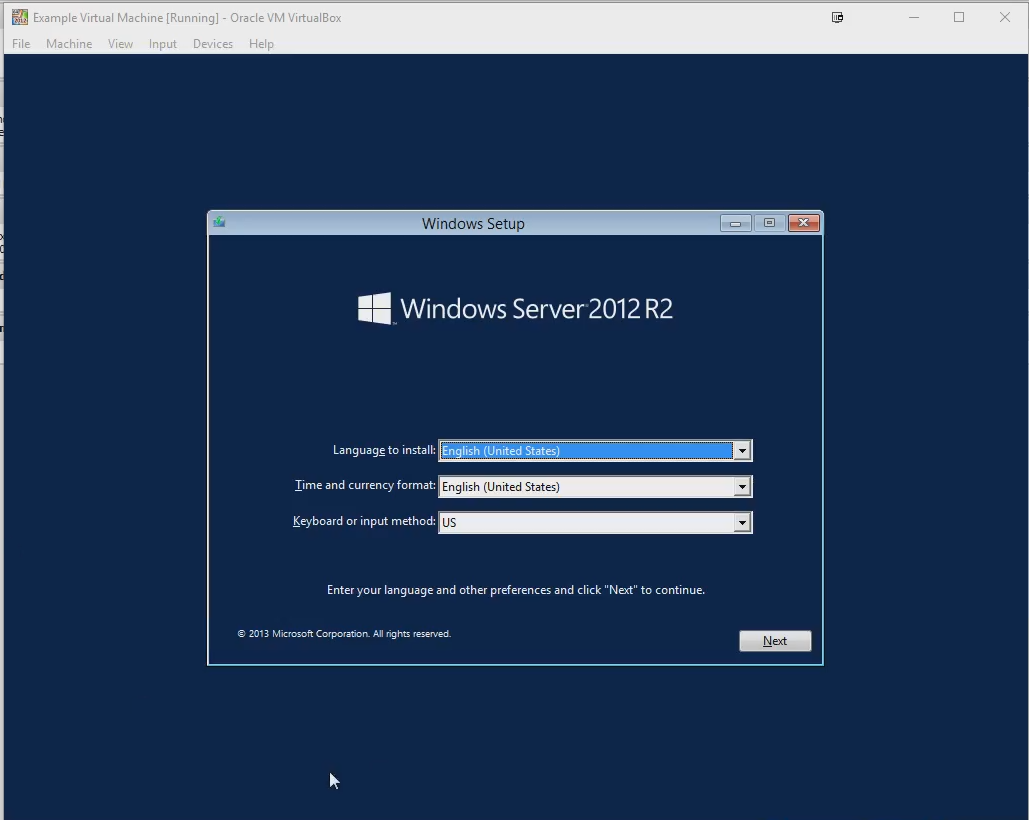 Example Virtual Machine [Running] - Oracle VM VirtualBox
File Machine View Input Devices Help
Windows Setup
Windows Server 2012 R2
Language to install: English (United States)
Time and currency format: English (United States)
Keyboard or input method: US
Enter your language and other preferences and click "Next" to continue.
© 2013 Microsoft Corporation. All rights reserved.
Next